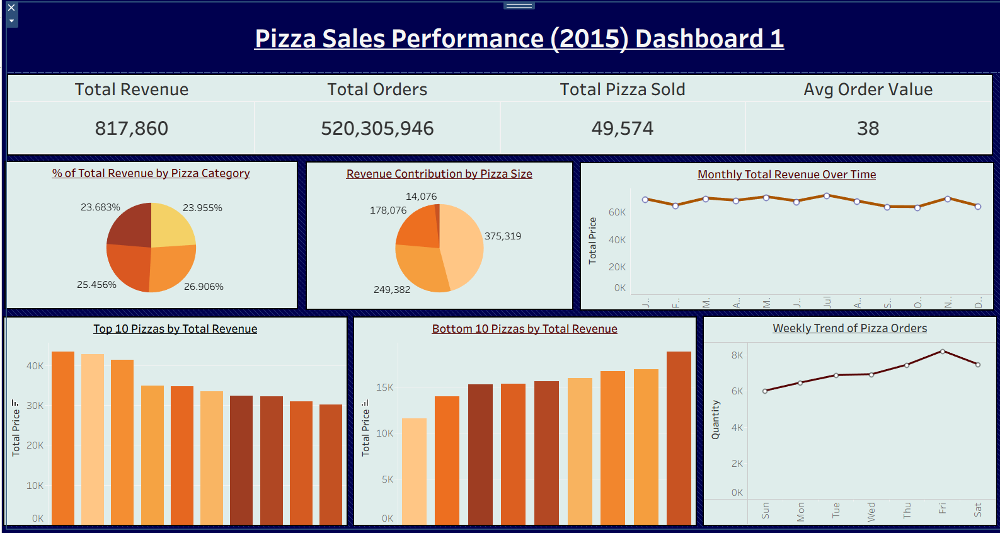 Pizza Sales Performance (2015) Dashboard 1
Total Revenue
Total Orders
Total Pizza Sold
Avg Order Value
817,860
520,305,946
49,574
38
% of Total Revenue by Pizza Category
23.683%
23.955%
25.456%
26.906%
Revenue Contribution by Pizza Size
14,076
178,076
375,319
249,382
Monthly Total Revenue Over Time
Total Price
60K
40K
20K
0K
J..
F..
M..
A..
M..
J..
Jul
A..
S..
O..
N..
D..
Top 10 Pizzas by Total Revenue
Total Price
40K
30K
20K
10K
0K
Bottom 10 Pizzas by Total Revenue
Total Price
15K
10K
5K
0K
Weekly Trend of Pizza Orders
Quantity
8K
6K
4K
2K
0K
Sun
Mon
Tue
Wed
Thu
Fri
Sat